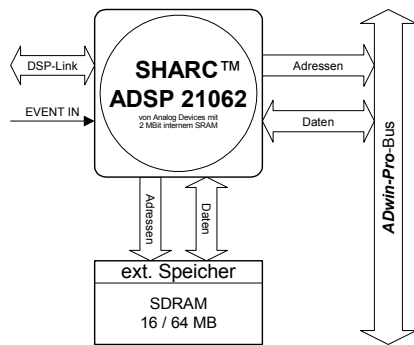 DSP-Link
EVENT IN
SHARC™
ADSP 21062
von Analog Devices mit
2 MBit internem SRAM
Adressen
Daten
ADwin-Pro-Bus
Adressen
Daten
ext. Speicher
SDRAM
16 / 64 MB